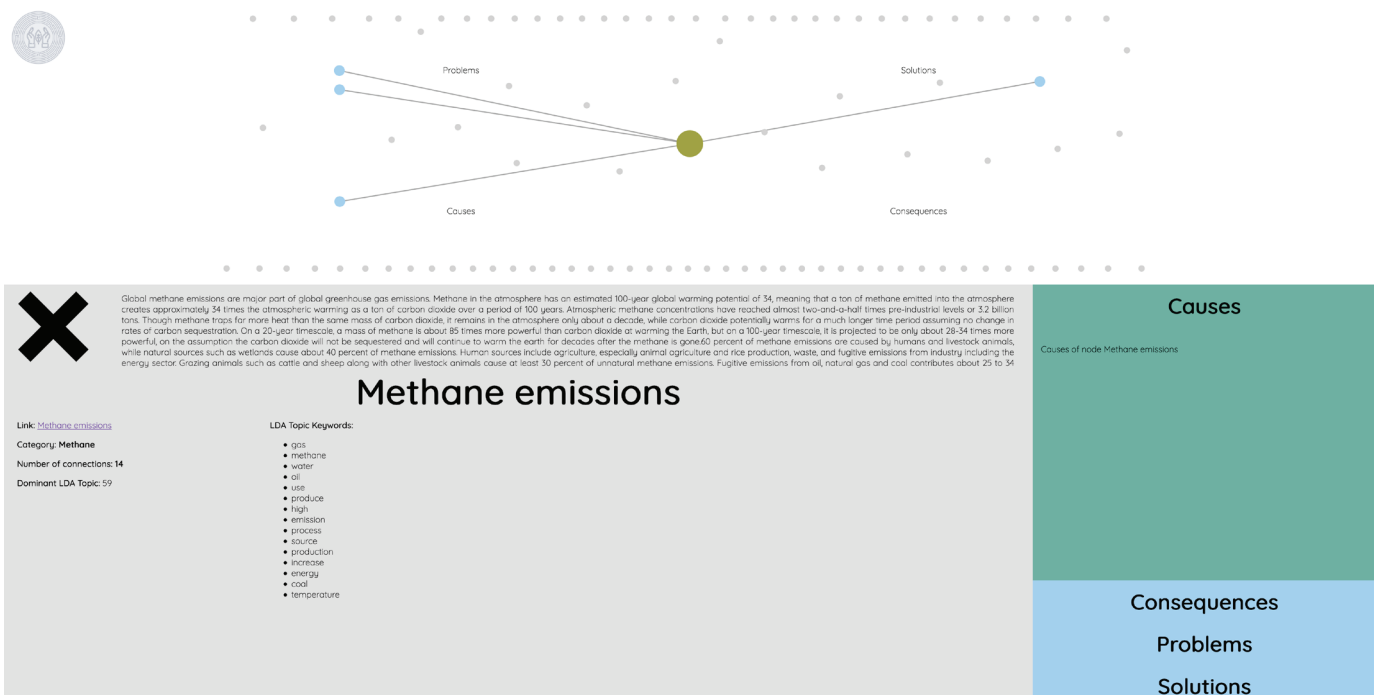 Problems
Solutions
Causes
Consequences
Global methane emissions are major part of global greenhouse gas emissions. Methane in the atmosphere has an estimated 100-year global warming potential of 34, meaning that a ton of methane emitted into the atmosphere
creates approximately 34 times the atmospheric warming as a ton of carbon dioxide over a period of 100 years. Atmospheric methane concentrations have reached almost two-and-a-half times pre-industrial levels or 3.2 billion
tons. Though methane traps far more heat than the same mass of carbon dioxide, it remains in the atmosphere only about a decade, while carbon dioxide potentially warms for a much longer time period assuming no change in
rates of carbon sequestration. On a 20-year timescale, a mass of methane is about 85 times more powerful than carbon dioxide at warming the Earth, but on a 100-year timescale, it is projected to be only about 28-34 times more
powerful, on the assumption the carbon dioxide will not be sequestered and will continue to warm the earth for decades after the methane is gone.60 percent of methane emissions are caused by humans and livestock animals,
while natural sources such as wetlands cause about 40 percent of methane emissions. Human sources include agriculture, especially animal agriculture and rice production, waste, and fugitive emissions from industry including the
energy sector. Grazing animals such as cattle and sheep along with other livestock animals cause at least 30 percent of unnatural methane emissions. Fugitive emissions from oil, natural gas and coal contributes about 25 to 34
Methane emissions
Link: Methane emissions
Category: Methane
Number of connections: 14
Dominant LDA Topic: 59
LDA Topic Keywords:
gas
methane
water
oil
use
produce
high
emission
process
source
production
increase
energy
coal
temperature
Causes
Causes of node Methane emissions
Consequences
Problems
Solutions